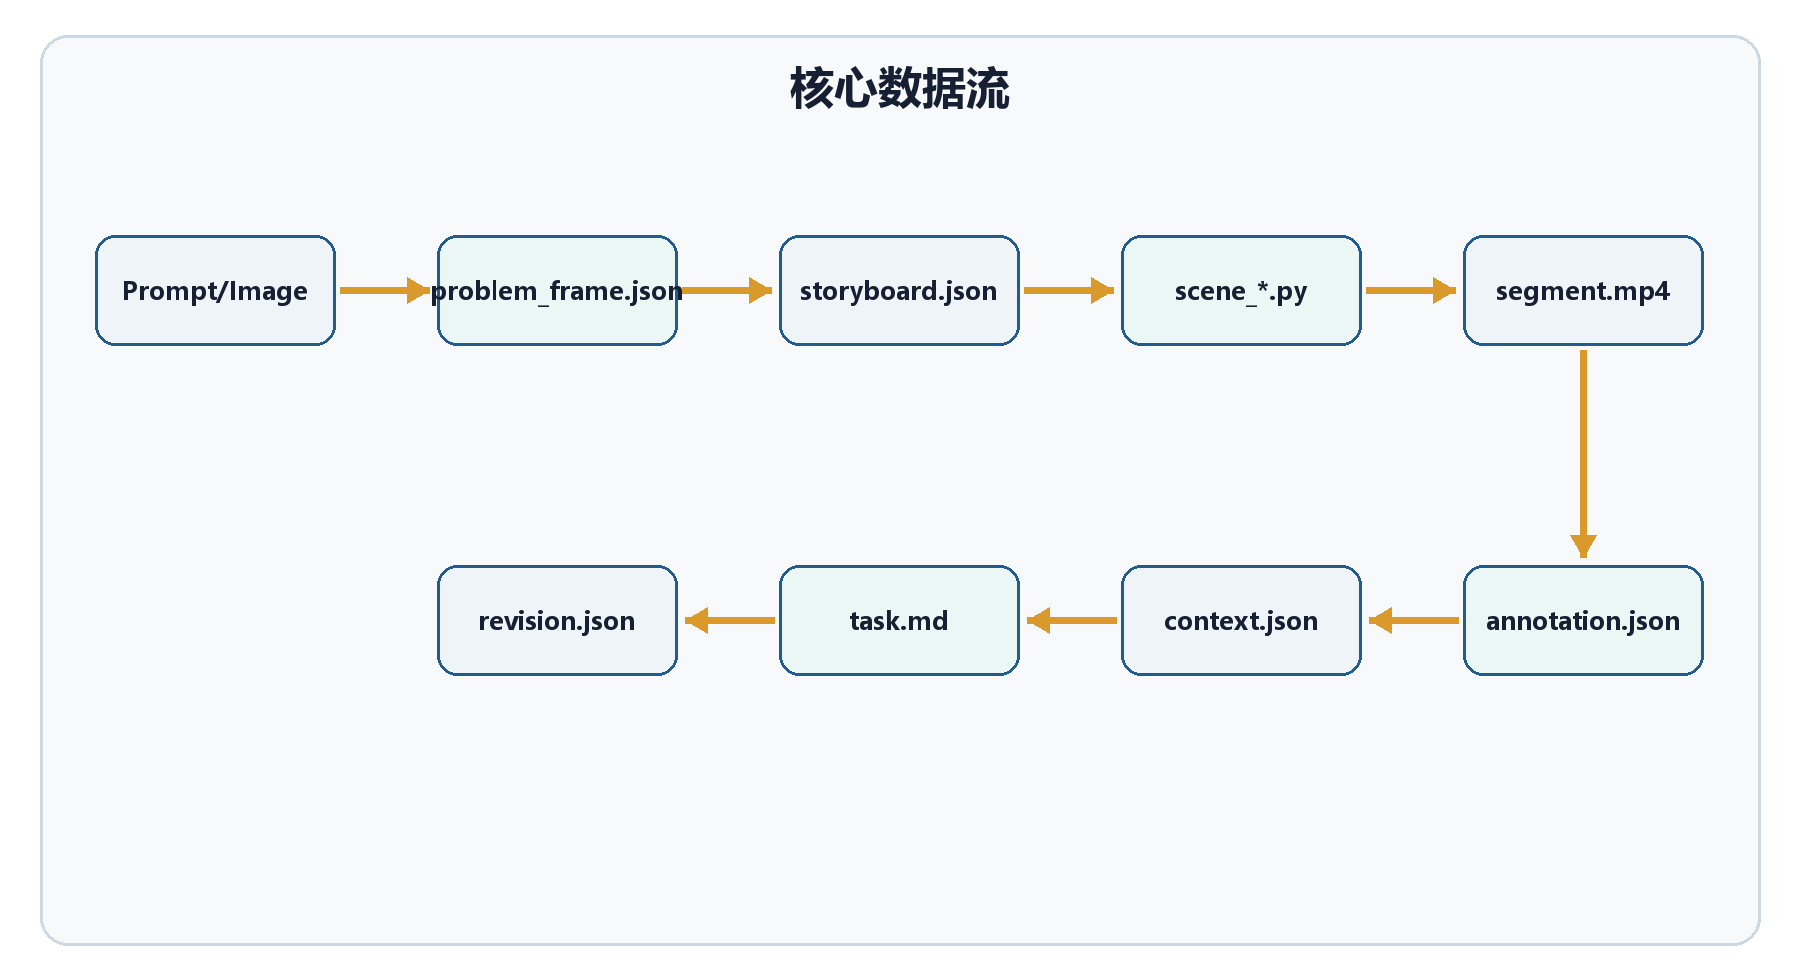 核心数据流
Prompt/Image
problem_frame.json
storyboard.json
scene_*.py
segment.mp4
revision.json
task.md
context.json
annotation.json